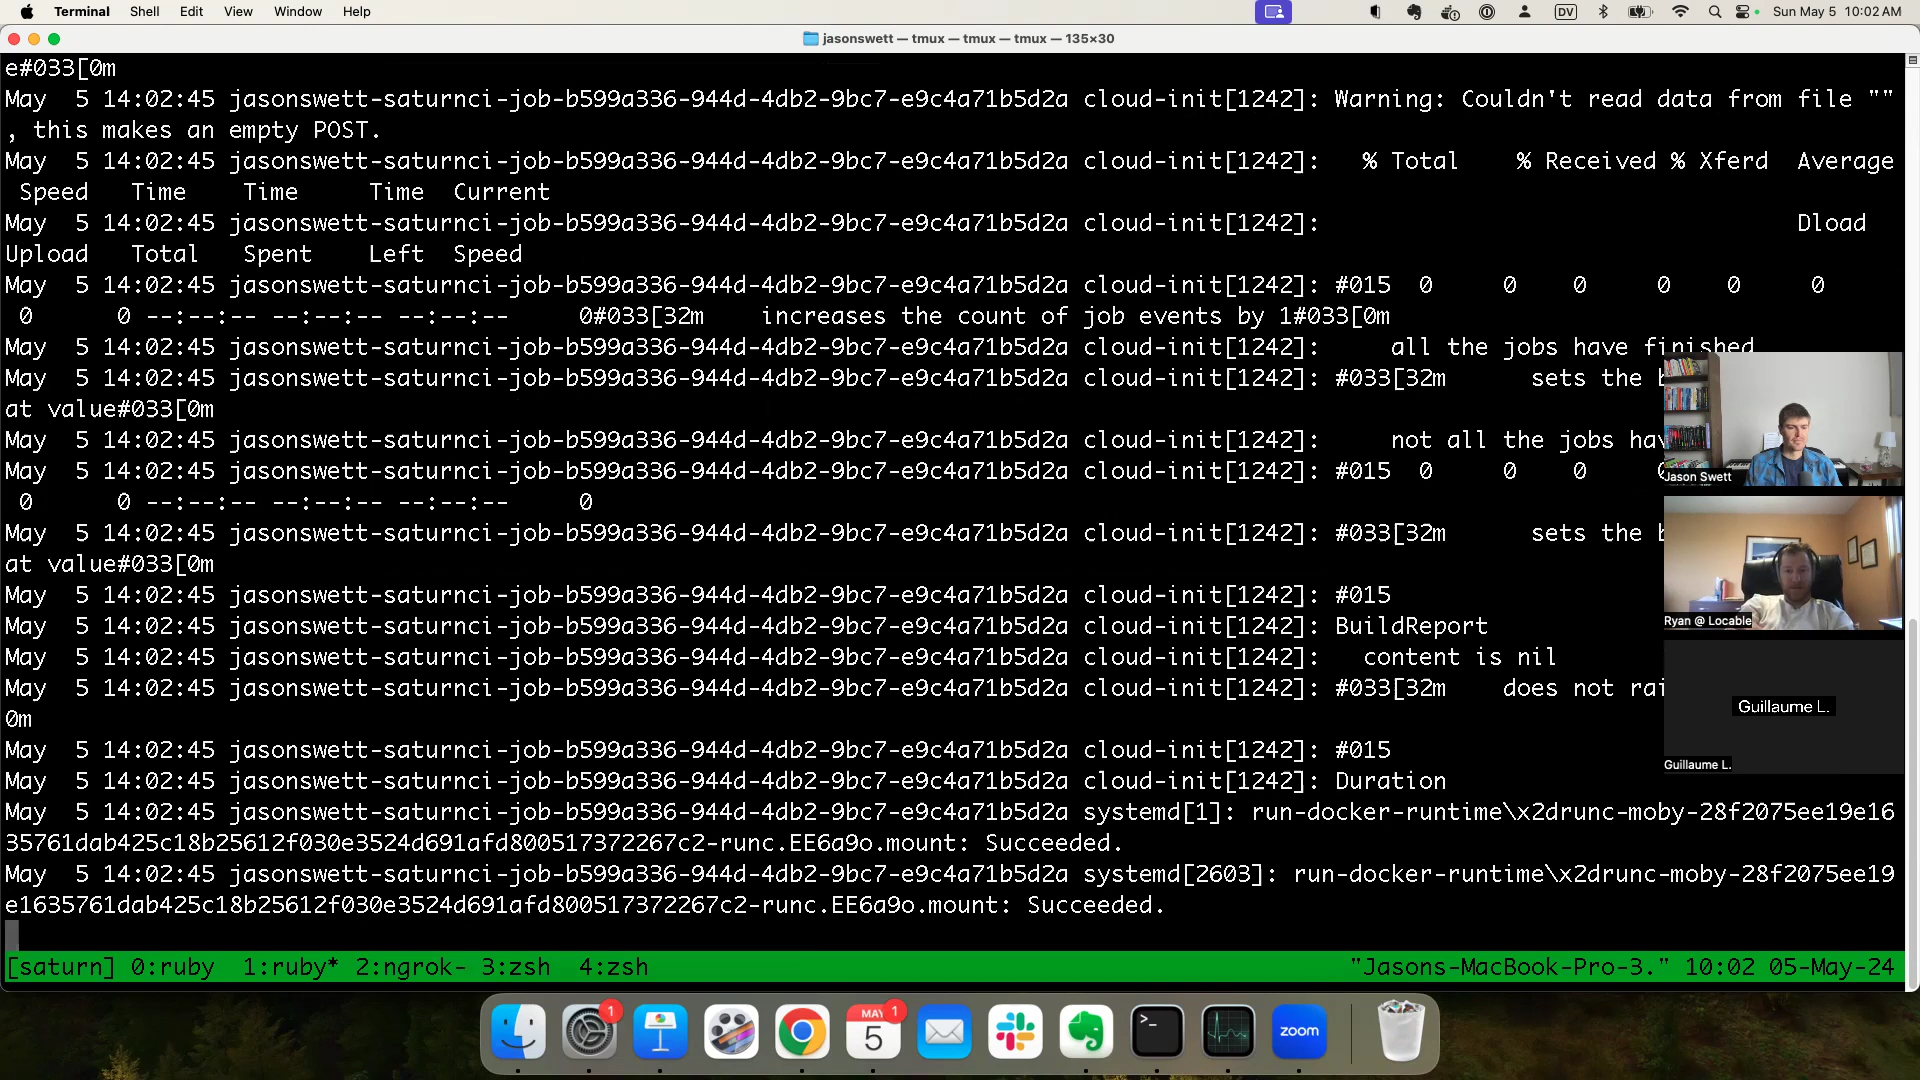 Terminal Shell Edit View Window Help DV Sun May 5 10:02 AM
jasonswett — tmux — tmux — tmux — 135×30
e#033[0m
May  5 14:02:45 jasonswett-saturnci-job-b599a336-944d-4db2-9bc7-e9c4a71b5d2a cloud-init[1242]: Warning: Couldn't read data from file ""
, this makes an empty POST.
May  5 14:02:45 jasonswett-saturnci-job-b599a336-944d-4db2-9bc7-e9c4a71b5d2a cloud-init[1242]:   % Total    % Received % Xferd  Average
 Speed   Time    Time     Time  Current
May  5 14:02:45 jasonswett-saturnci-job-b599a336-944d-4db2-9bc7-e9c4a71b5d2a cloud-init[1242]:                                  Dload
Upload   Total   Spent    Left  Speed
May  5 14:02:45 jasonswett-saturnci-job-b599a336-944d-4db2-9bc7-e9c4a71b5d2a cloud-init[1242]: #015  0     0    0     0    0     0
 0      0 --:--:-- --:--:-- --:--:--     0#033[32m    increases the count of job events by 1#033[0m
May  5 14:02:45 jasonswett-saturnci-job-b599a336-944d-4db2-9bc7-e9c4a71b5d2a cloud-init[1242]:     all the jobs have finished
May  5 14:02:45 jasonswett-saturnci-job-b599a336-944d-4db2-9bc7-e9c4a71b5d2a cloud-init[1242]: #033[32m      sets the
at value#033[0m
May  5 14:02:45 jasonswett-saturnci-job-b599a336-944d-4db2-9bc7-e9c4a71b5d2a cloud-init[1242]:     not all the jobs
May  5 14:02:45 jasonswett-saturnci-job-b599a336-944d-4db2-9bc7-e9c4a71b5d2a cloud-init[1242]: #015  0     0    0
 0      0 --:--:-- --:--:-- --:--:--     0
May  5 14:02:45 jasonswett-saturnci-job-b599a336-944d-4db2-9bc7-e9c4a71b5d2a cloud-init[1242]: #033[32m      sets the
at value#033[0m
May  5 14:02:45 jasonswett-saturnci-job-b599a336-944d-4db2-9bc7-e9c4a71b5d2a cloud-init[1242]: #015
May  5 14:02:45 jasonswett-saturnci-job-b599a336-944d-4db2-9bc7-e9c4a71b5d2a cloud-init[1242]: BuildReport
May  5 14:02:45 jasonswett-saturnci-job-b599a336-944d-4db2-9bc7-e9c4a71b5d2a cloud-init[1242]:   content is nil
May  5 14:02:45 jasonswett-saturnci-job-b599a336-944d-4db2-9bc7-e9c4a71b5d2a cloud-init[1242]: #033[32m    does not
0m
May  5 14:02:45 jasonswett-saturnci-job-b599a336-944d-4db2-9bc7-e9c4a71b5d2a cloud-init[1242]: #015
May  5 14:02:45 jasonswett-saturnci-job-b599a336-944d-4db2-9bc7-e9c4a71b5d2a cloud-init[1242]: Duration
May  5 14:02:45 jasonswett-saturnci-job-b599a336-944d-4db2-9bc7-e9c4a71b5d2a systemd[1]: run-docker-runtime\x2drunc-moby-28f2075ee19e16
35761dab425c18b25612f030e3524d691afd8005173722​67c2-runc.EE6a9o.mount: Succeeded.
May  5 14:02:45 jasonswett-saturnci-job-b599a336-944d-4db2-9bc7-e9c4a71b5d2a systemd[2603]: run-docker-runtime\x2drunc-moby-28f2075ee19
e1635761dab425c18b25612f030e3524d691afd800517372267c2-runc.EE6a9o.mount: Succeeded.
[saturn] 0:ruby  1:ruby* 2:ngrok- 3:zsh  4:zsh "Jasons-MacBook-Pro-3." 10:02 05-May-24
Jason Swett
Ryan @ Locable
Guillaume L.
Guillaume L.
1
MAY 1
5
>_
zoom